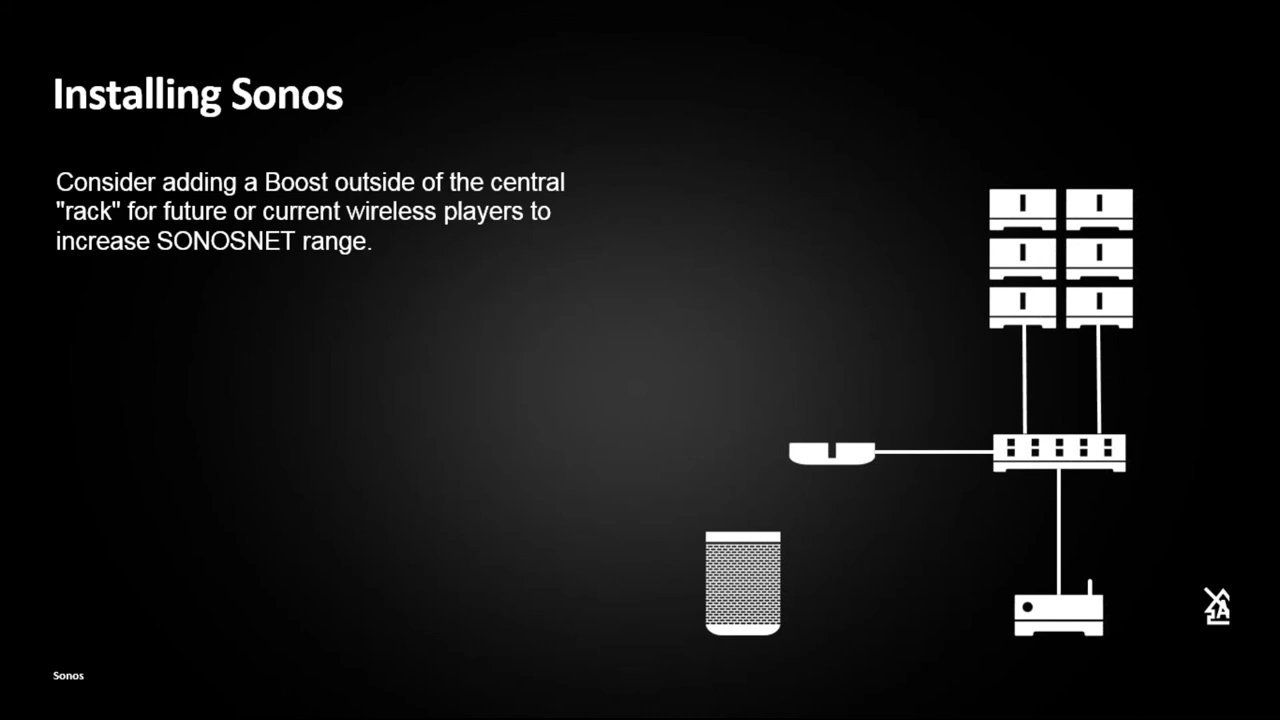 Installing Sonos
Consider adding a Boost outside of the central
"rack" for future or current wireless players to
increase SONOSNET range.
Sonos